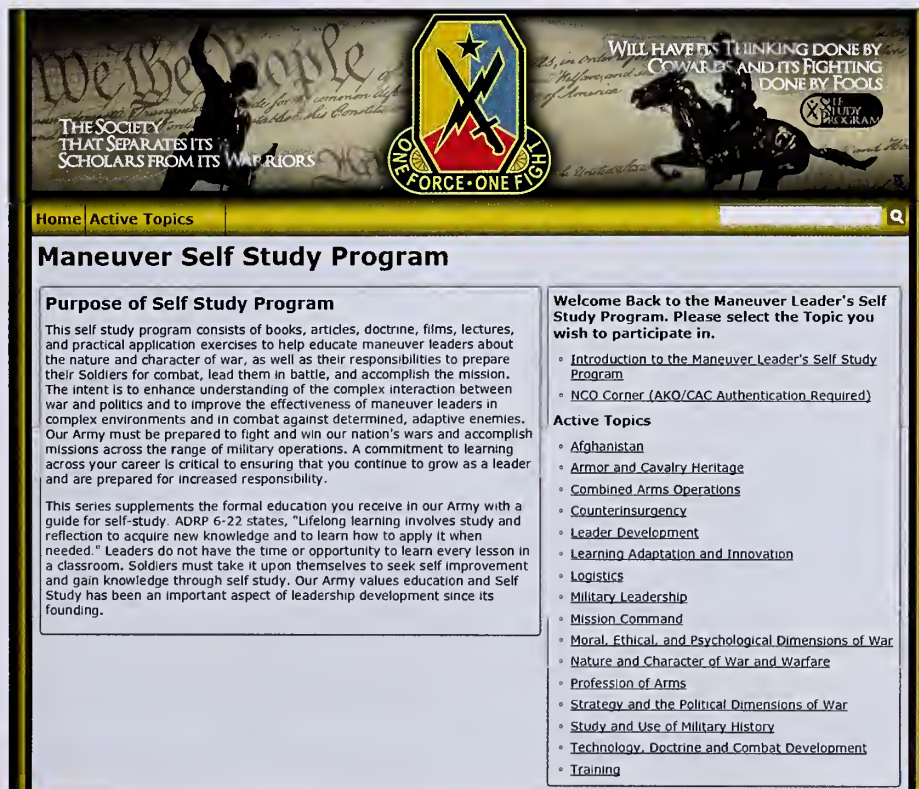 We the People
THE SOCIETY
THAT SEPARATES ITS
SCHOLARS FROM ITS WARRIORS
ONE FORCE • ONE FIGHT
WILL HAVE ITS THINKING DONE BY
COWARDS AND ITS FIGHTING
DONE BY FOOLS
SELF
STUDY
PROGRAM
Home Active Topics
Maneuver Self Study Program
Purpose of Self Study Program
This self study program consists of books, articles, doctrine, films, lectures,
and practical application exercises to help educate maneuver leaders about
the nature and character of war, as well as their responsibilities to prepare
their Soldiers for combat, lead them in battle, and accomplish the mission.
The intent is to enhance understanding of the complex interaction between
war and politics and to improve the effectiveness of maneuver leaders in
complex environments and in combat against determined, adaptive enemies.
Our Army must be prepared to fight and win our nation's wars and accomplish
missions across the range of military operations. A commitment to learning
across your career is critical to ensuring that you continue to grow as a leader
and are prepared for increased responsibility.
This series supplements the formal education you receive in our Army with a
guide for self-study. ADRP 6-22 states, "Lifelong learning involves study and
reflection to acquire new knowledge and to learn how to apply it when
needed." Leaders do not have the time or opportunity to learn every lesson in
a classroom. Soldiers must take it upon themselves to seek self improvement
and gain knowledge through self study. Our Army values education and Self
Study has been an important aspect of leadership development since its
founding.
Welcome Back to the Maneuver Leader's Self
Study Program. Please select the Topic you
wish to participate in.
Introduction to the Maneuver Leader's Self Study
Program
NCO Corner (AKO/CAC Authentication Required)
Active Topics
Afghanistan
Armor and Cavalry Heritage
Combined Arms Operations
Counterinsurgency
Leader Development
Learning Adaptation and Innovation
Logistics
Military Leadership
Mission Command
Moral, Ethical, and Psychological Dimensions of War
Nature and Character of War and Warfare
Profession of Arms
Strategy and the Political Dimensions of War
Study and Use of Military History
Technology, Doctrine and Combat Development
Training